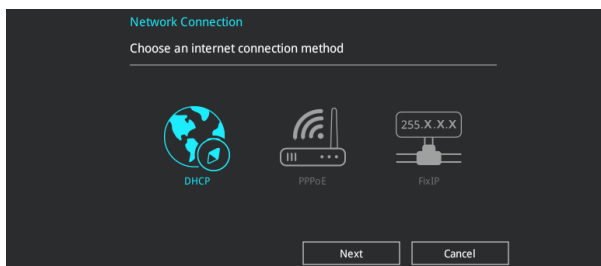 Network Connection
Choose an internet connection method
255.X.X.X
DHCP
PPPoE
FixIP
Next
Cancel